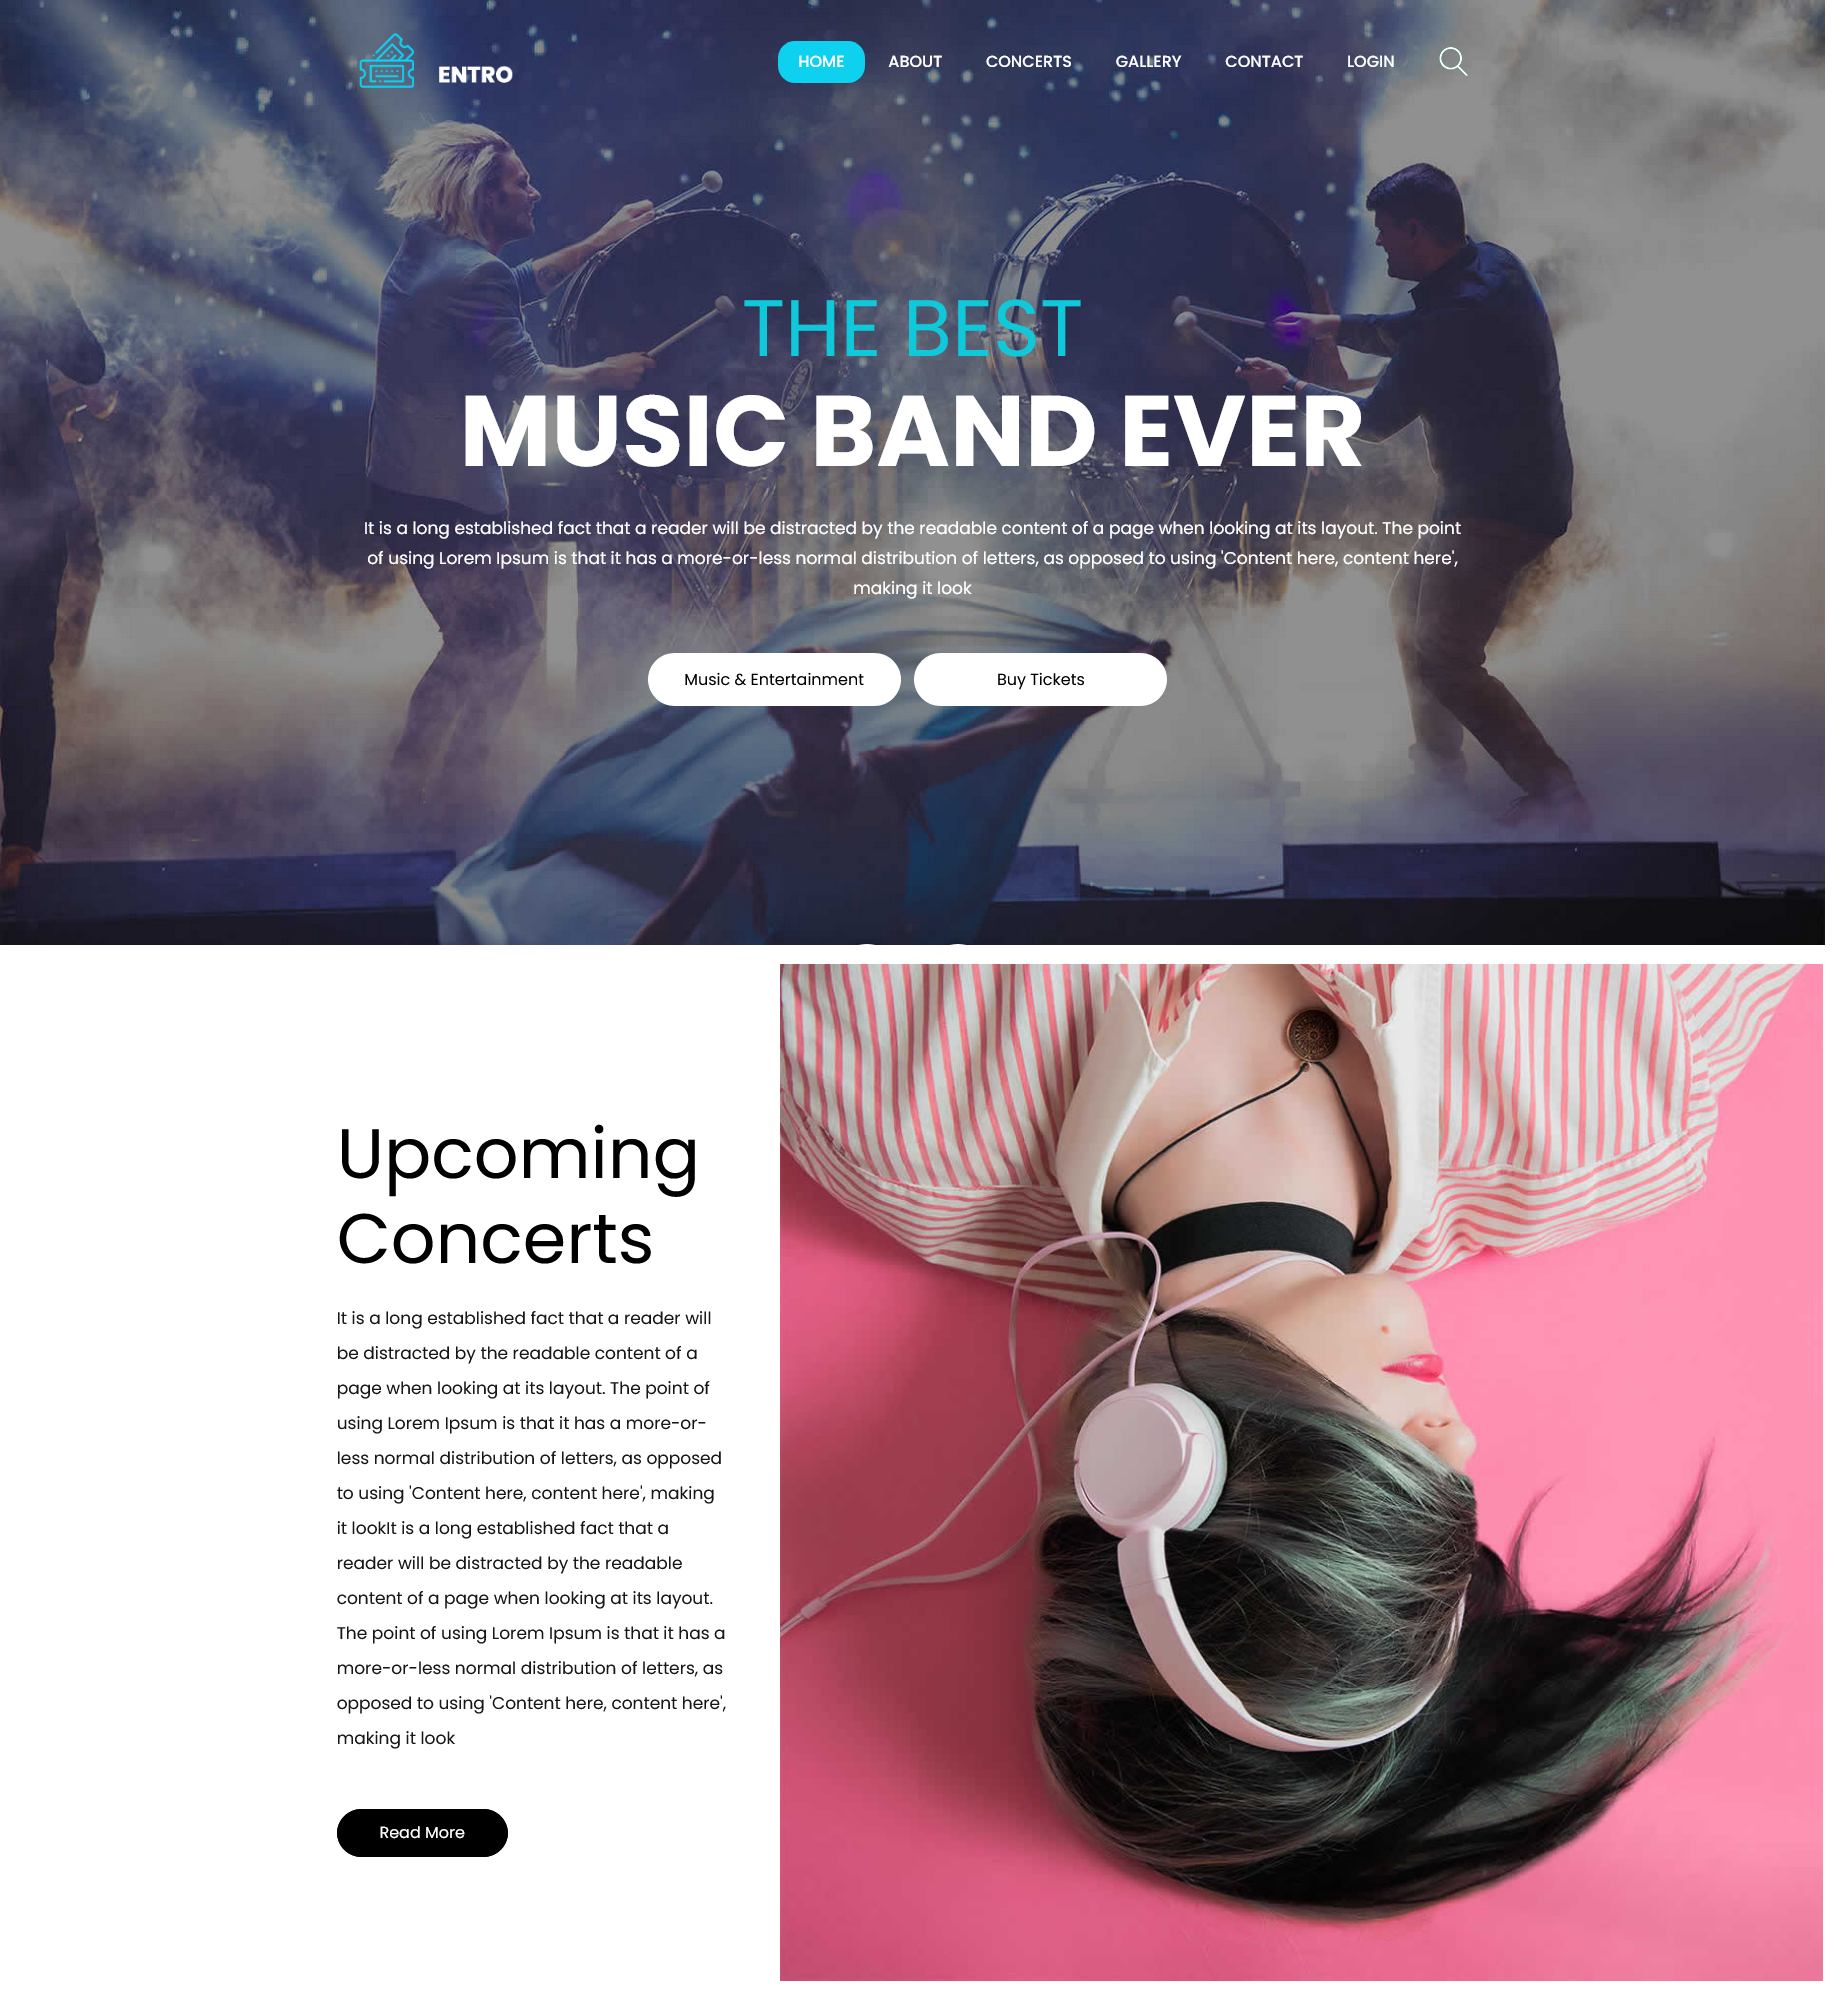 ENTRO
HOME ABOUT CONCERTS GALLERY CONTACT LOGIN
THE BEST
EVANS
MUSIC BAND EVER
It is a long established fact that a reader will be distracted by the readable content of a page when looking at its layout. The point
of using Lorem Ipsum is that it has a more-or-less normal distribution of letters, as opposed to using 'Content here, content here',
making it look
Music & Entertainment
Buy Tickets
Upcoming
Concerts
It is a long established fact that a reader will
be distracted by the readable content of a
page when looking at its layout. The point of
using Lorem Ipsum is that it has a more-or-
less normal distribution of letters, as opposed
to using 'Content here, content here', making
it lookIt is a long established fact that a
reader will be distracted by the readable
content of a page when looking at its layout.
The point of using Lorem Ipsum is that it has a
more-or-less normal distribution of letters, as
opposed to using 'Content here, content here',
making it look
Read More